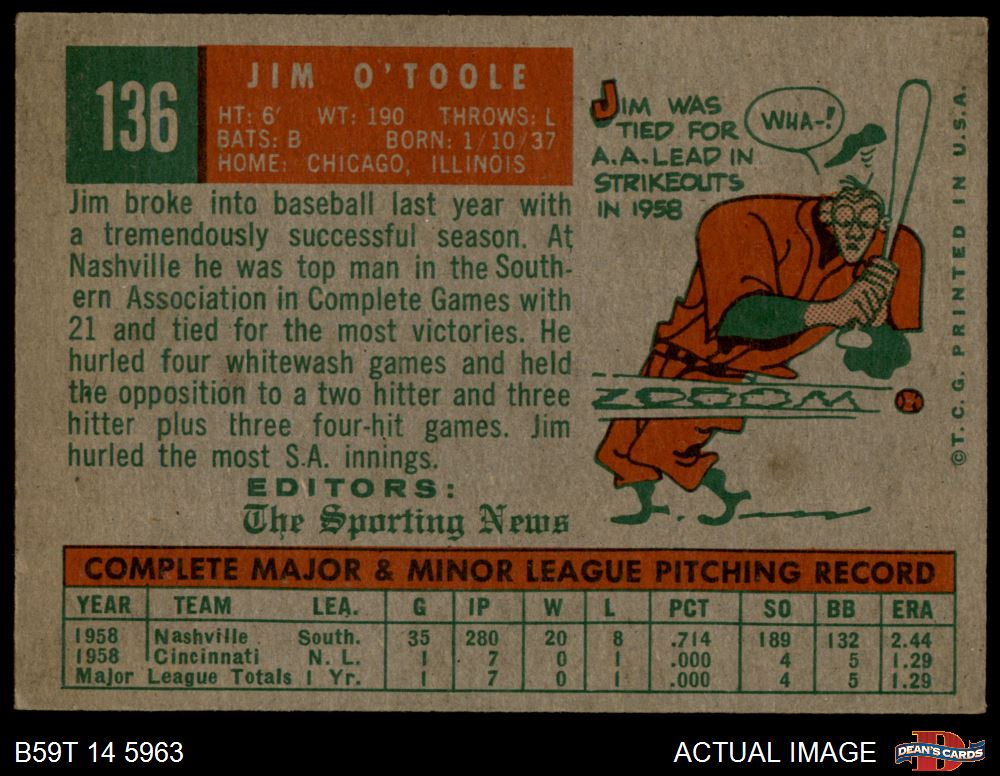 136
JIM O'TOOLE
HT: 6' WT: 190 THROWS: L
BATS: B BORN: 1/10/37
HOME: CHICAGO, ILLINOIS
Jim broke into baseball last year with
a tremendously successful season. At
Nashville he was top man in the South-
ern Association in Complete Games with
21 and tied for the most victories. He
hurled four whitewash games and held
the opposition to a two hitter and three
hitter plus three four-hit games. Jim
hurled the most S.A. innings.
EDITORS:
The Sporting News
JIM WAS
TIED FOR
A.A. LEAD IN
STRIKEOUTS
IN 1958
WHA-!
ZOOOOM
©T.C.G. PRINTED IN U.S.A.
COMPLETE MAJOR & MINOR LEAGUE PITCHING RECORD
YEAR TEAM LEA. G IP W L PCT SO BB ERA
1958 Nashville South. 35 280 20 8 .714 189 132 2.44
1958 Cincinnati N. L. 1 7 0 1 .000 4 5 1.29
Major League Totals 1 Yr. 1 7 0 1 .000 4 5 1.29
B59T 14 5963
ACTUAL IMAGE
D
DEAN'S CARDS